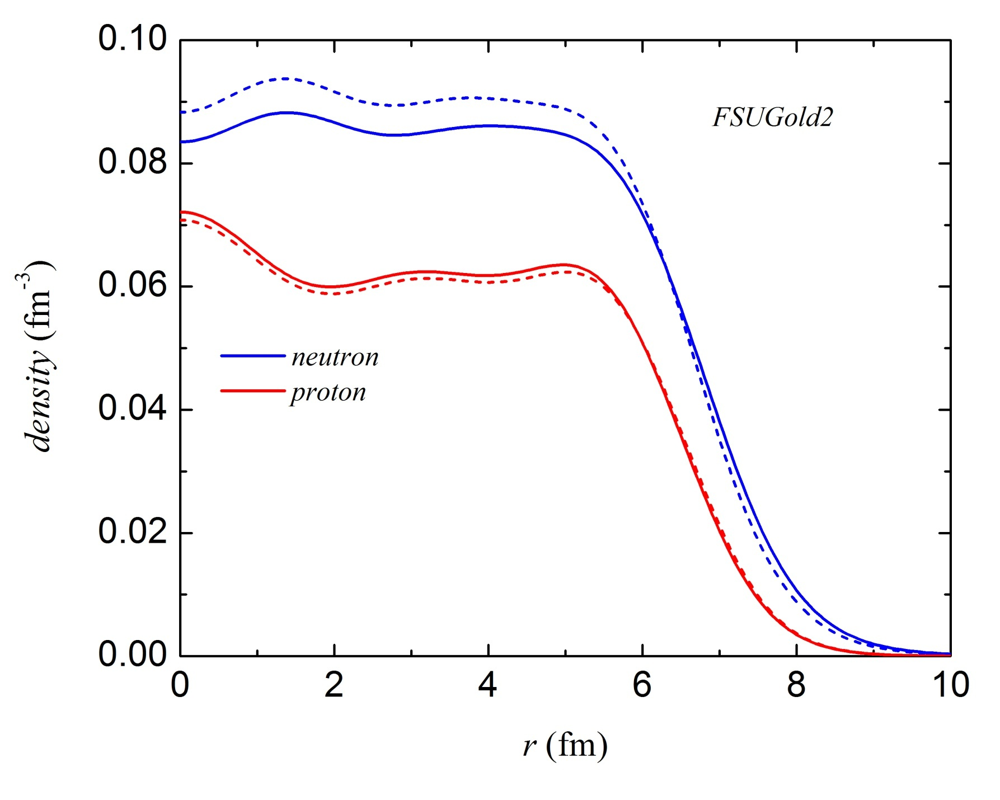 0.10
0.08
0.06
0.04
0.02
0.00
density (fm⁻³)
FSUGold2
neutron
proton
0 2 4 6 8 10
r (fm)